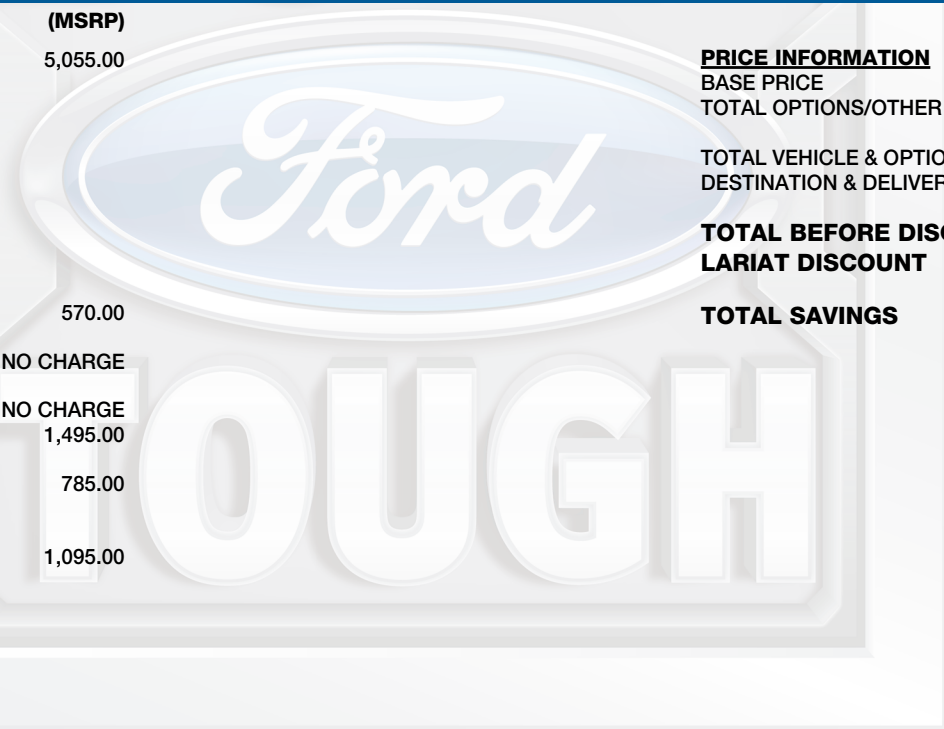 (MSRP)
5,055.00
570.00
NO CHARGE
NO CHARGE
1,495.00
785.00
1,095.00
PRICE INFORMATION
BASE PRICE
TOTAL OPTIONS/OTHER
TOTAL VEHICLE & OPTIO
DESTINATION & DELIVER
TOTAL BEFORE DISC
LARIAT DISCOUNT
TOTAL SAVINGS
Ford
TOUGH